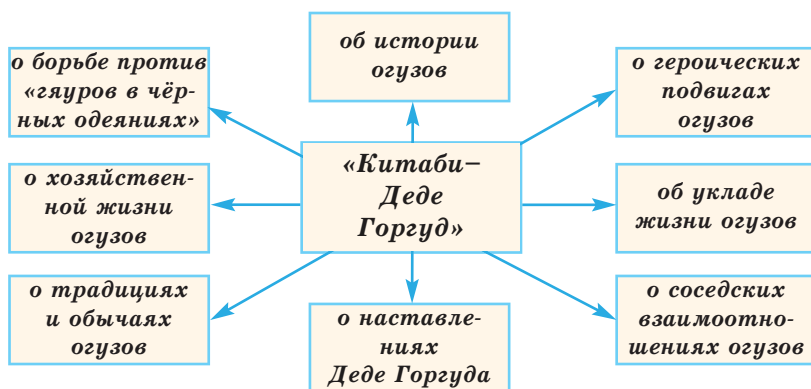 об истории
огузов
о борьбе против
«гяуров в чёр-
ных одеяниях»
о героических
подвигах
огузов
«Китаби–
Деде
Горгуд»
о хозяйствен-
ной жизни
огузов
об укладе
жизни огузов
о традициях
и обычаях
огузов
о наставле-
ниях
Деде Горгуда
о соседских
взаимоотно-
шениях огузов